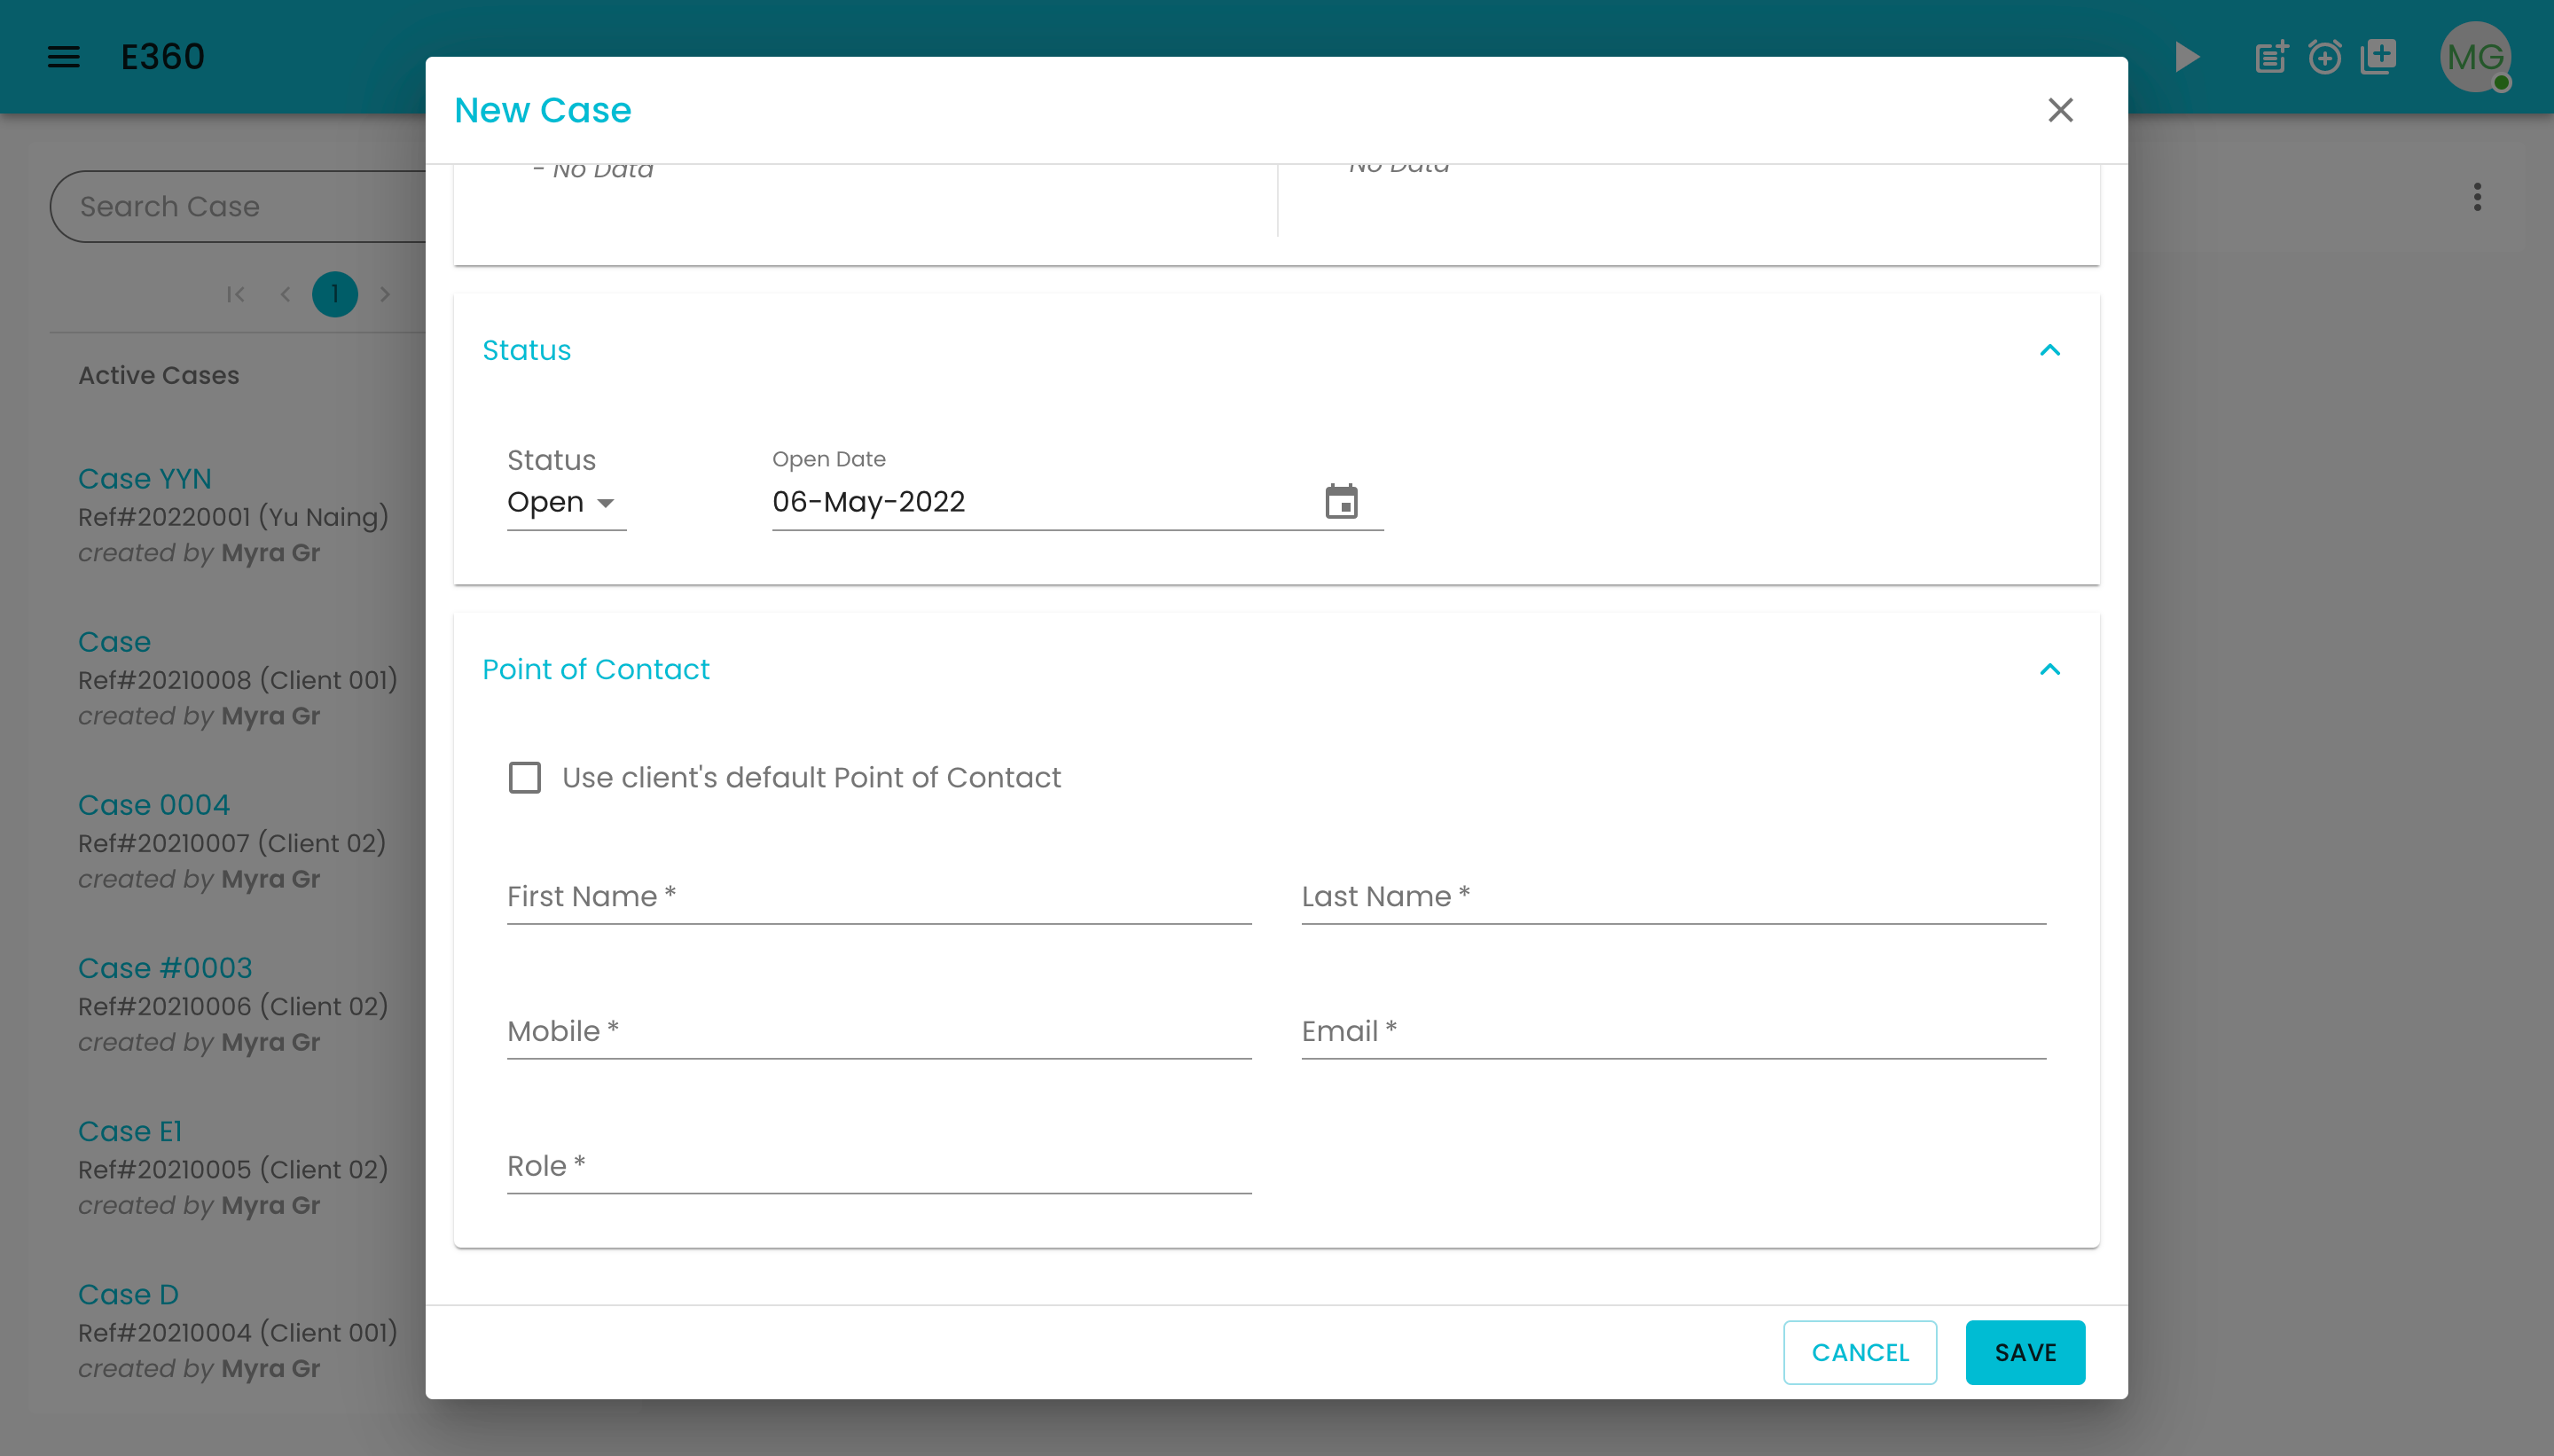 E360
MG
New Case
- No Data
No Data
Search Case
1
Active Cases
Case YYN
Ref#20220001 (Yu Naing)
created by Myra Gr
Case
Ref#20210008 (Client 001)
created by Myra Gr
Case 0004
Ref#20210007 (Client 02)
created by Myra Gr
Case #0003
Ref#20210006 (Client 02)
created by Myra Gr
Case E1
Ref#20210005 (Client 02)
created by Myra Gr
Case D
Ref#20210004 (Client 001)
created by Myra Gr
Status
Status
Open
Open Date
06-May-2022
Point of Contact
Use client's default Point of Contact
First Name *
Last Name *
Mobile *
Email *
Role *
CANCEL
SAVE